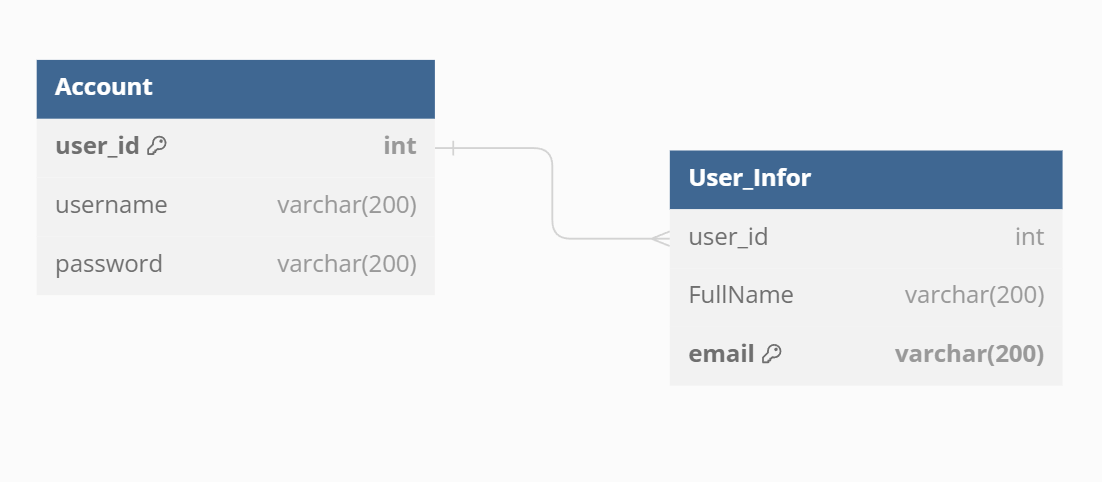 Account
user_id int
username varchar(200)
password varchar(200)
User_Infor
user_id int
FullName varchar(200)
email varchar(200)